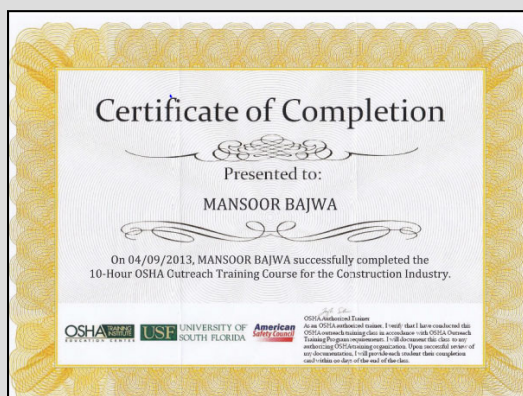 Certificate of Completion
Presented to:
MANSOOR BAJWA
On 04/09/2013, MANSOOR BAJWA successfully completed the
10-Hour OSHA Outreach Training Course for the Construction Industry.
OSHA TRAINING INSTITUTE
EDUCATION CENTER
USF UNIVERSITY OF
SOUTH FLORIDA
American
Safety Council
OSHA Authorized Trainer
As an OSHA authorized trainer, I verify that I have conducted this
OSHA outreach training class in accordance with OSHA Outreach
Training Program requirements. I will document this class to my
authorizing OSHA training organization. Upon successful review of
my documentation, I will provide each student their completion
card within 90 days of the end of the class.